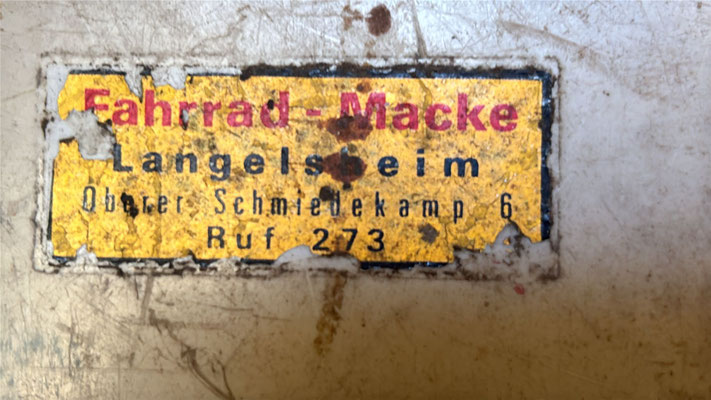 Fahrrad - Macke
Langelsheim
Oberer Schmiedekamp 6
Ruf 273